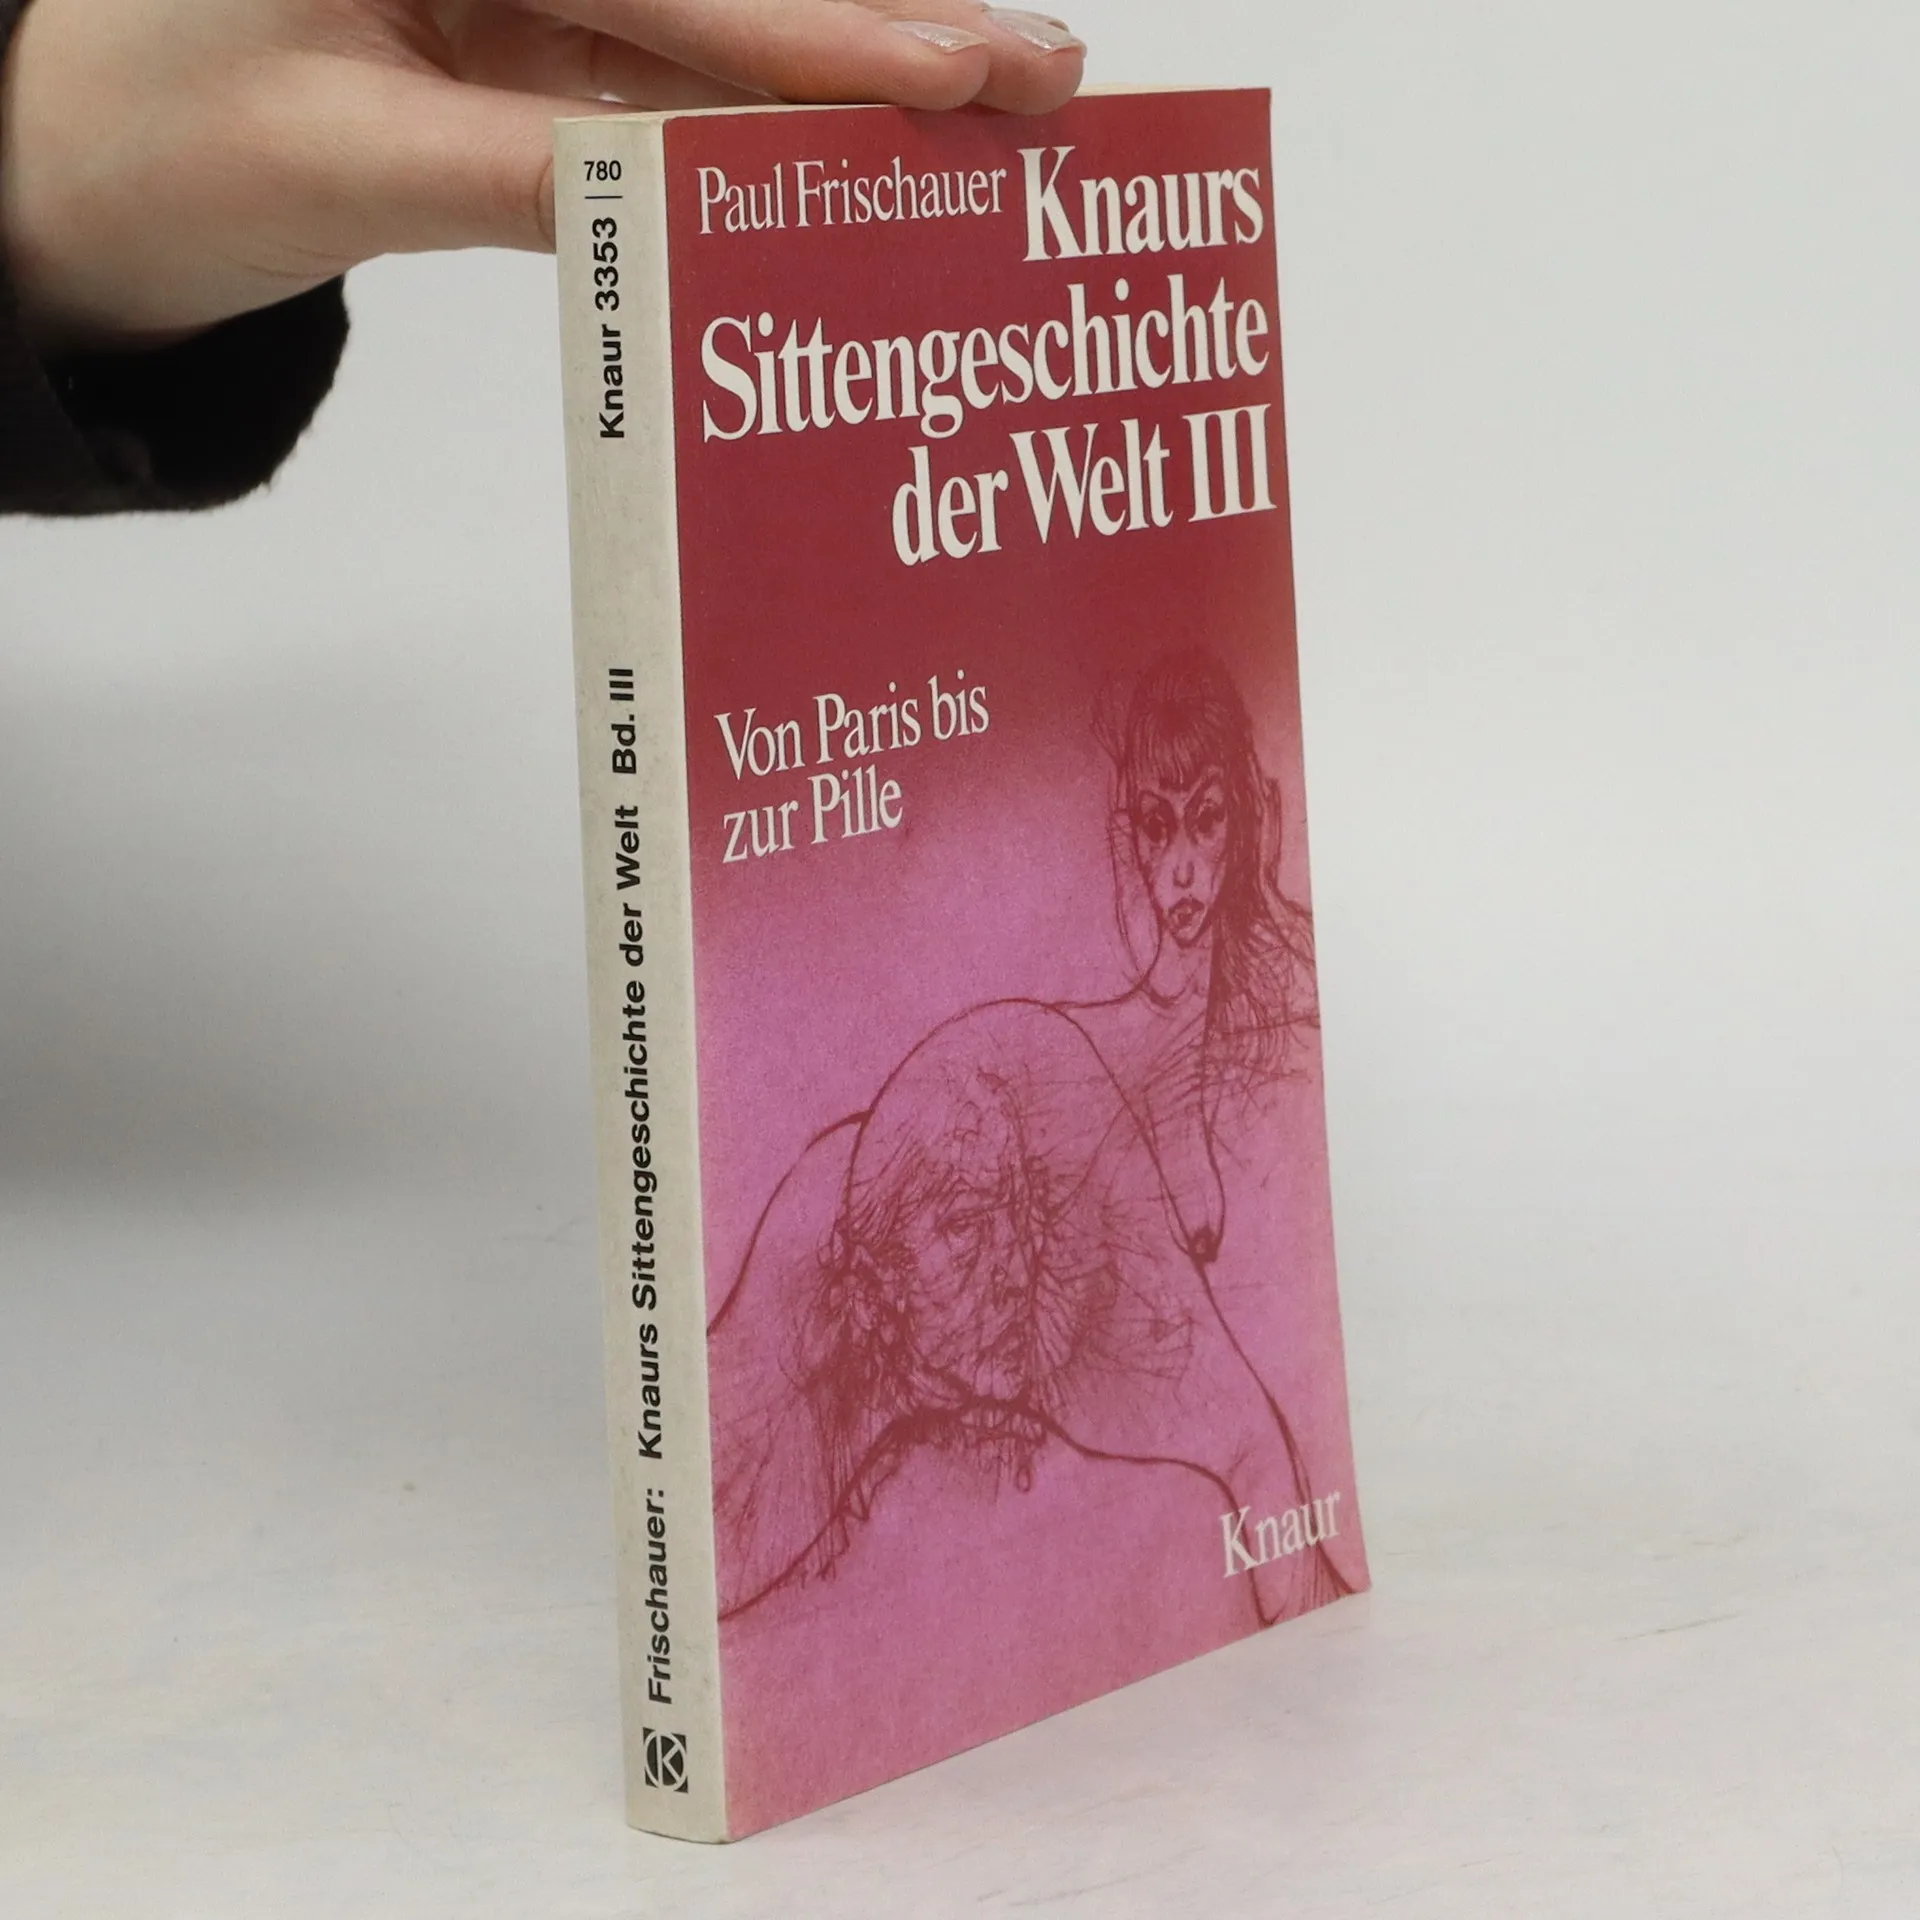 780
Knaur 3353
Frischauer: Knaurs Sittengeschichte der Welt Bd. III
K
Paul Frischauer Knaurs
Sittengeschichte
der Welt III
Von Paris bis
zur Pille
Knaur